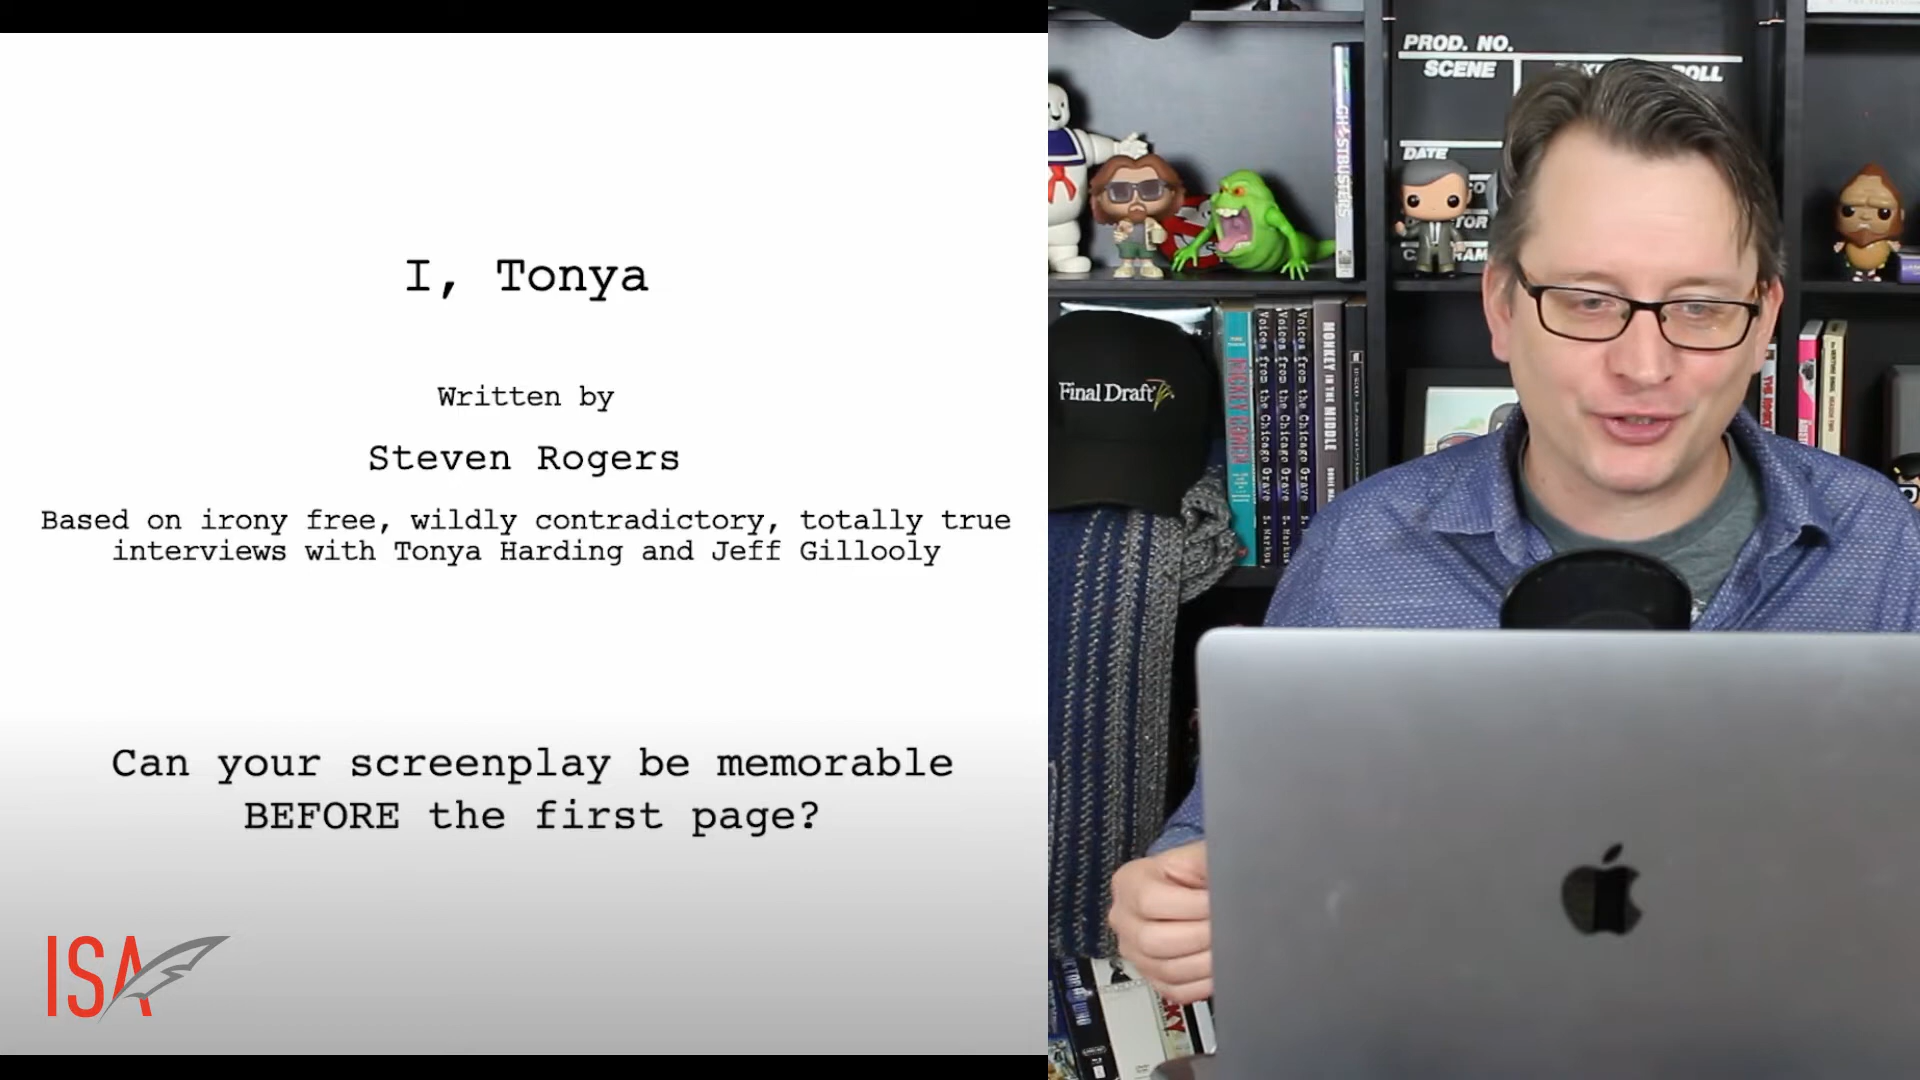 I, Tonya
Written by
Steven Rogers
Based on irony free, wildly contradictory, totally true
interviews with Tonya Harding and Jeff Gillooly
Can your screenplay be memorable
BEFORE the first page?
ISA
PROD. NO.
SCENE
ROLL
DATE
GHOSTBUSTERS
Final Draft
Voices from the Chicago Grave
Voices from the Chicago Grave
Voices from the Chicago Grave
MONKEY IN THE MIDDLE